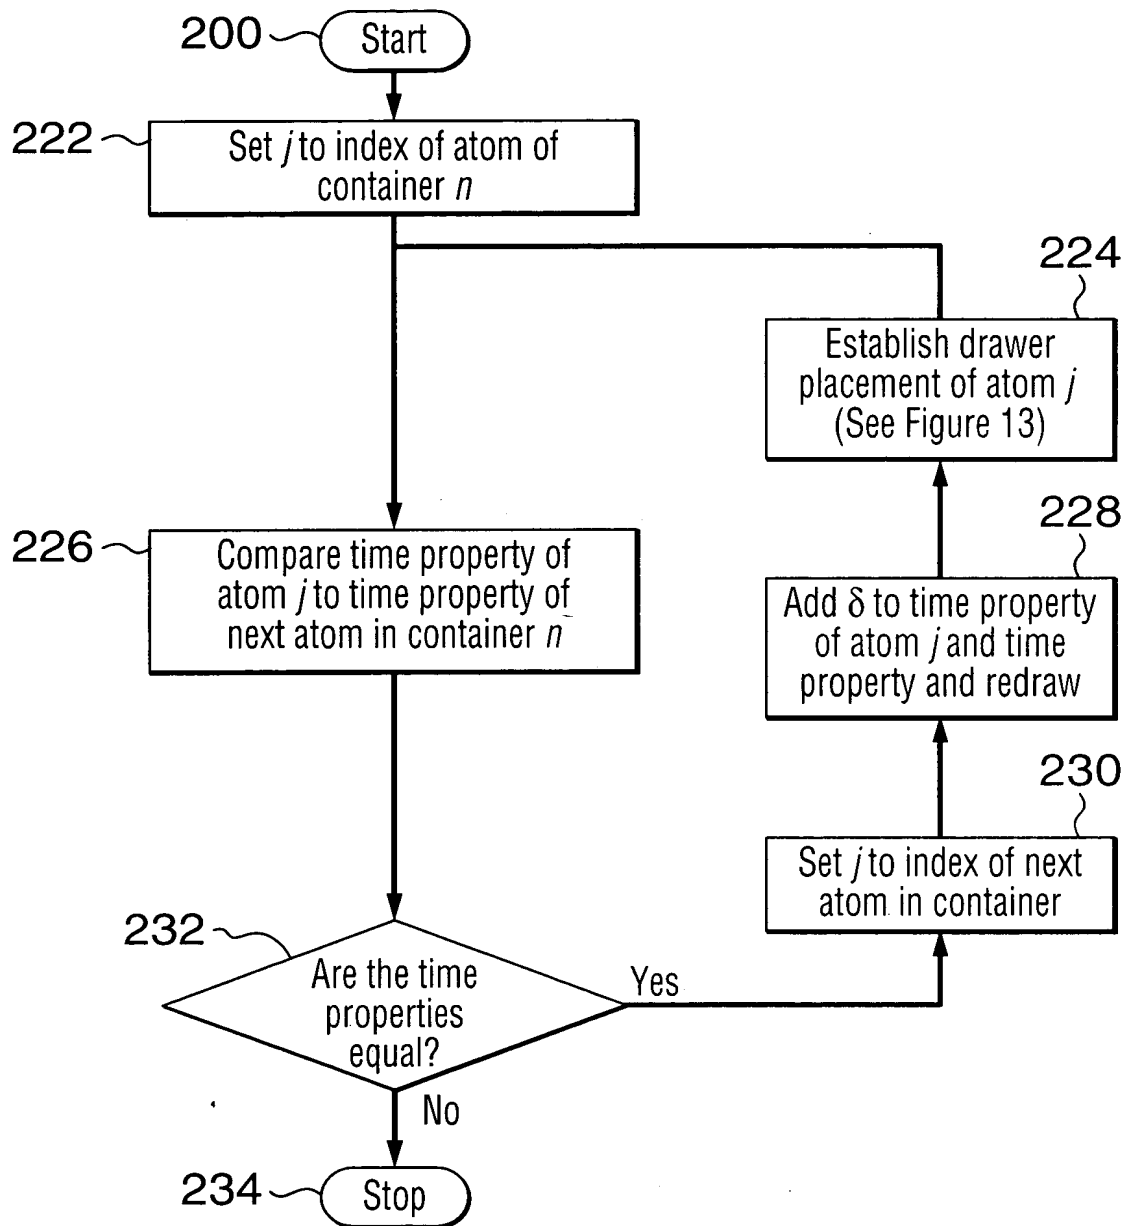 200
Start
222
Set j to index of atom of
container n
224
Establish drawer
placement of atom j
(See Figure 13)
226
Compare time property of
atom j to time property of
next atom in container n
228
Add δ to time property
of atom j and time
property and redraw
230
Set j to index of next
atom in container
232
Are the time
properties
equal?
Yes
No
234
Stop